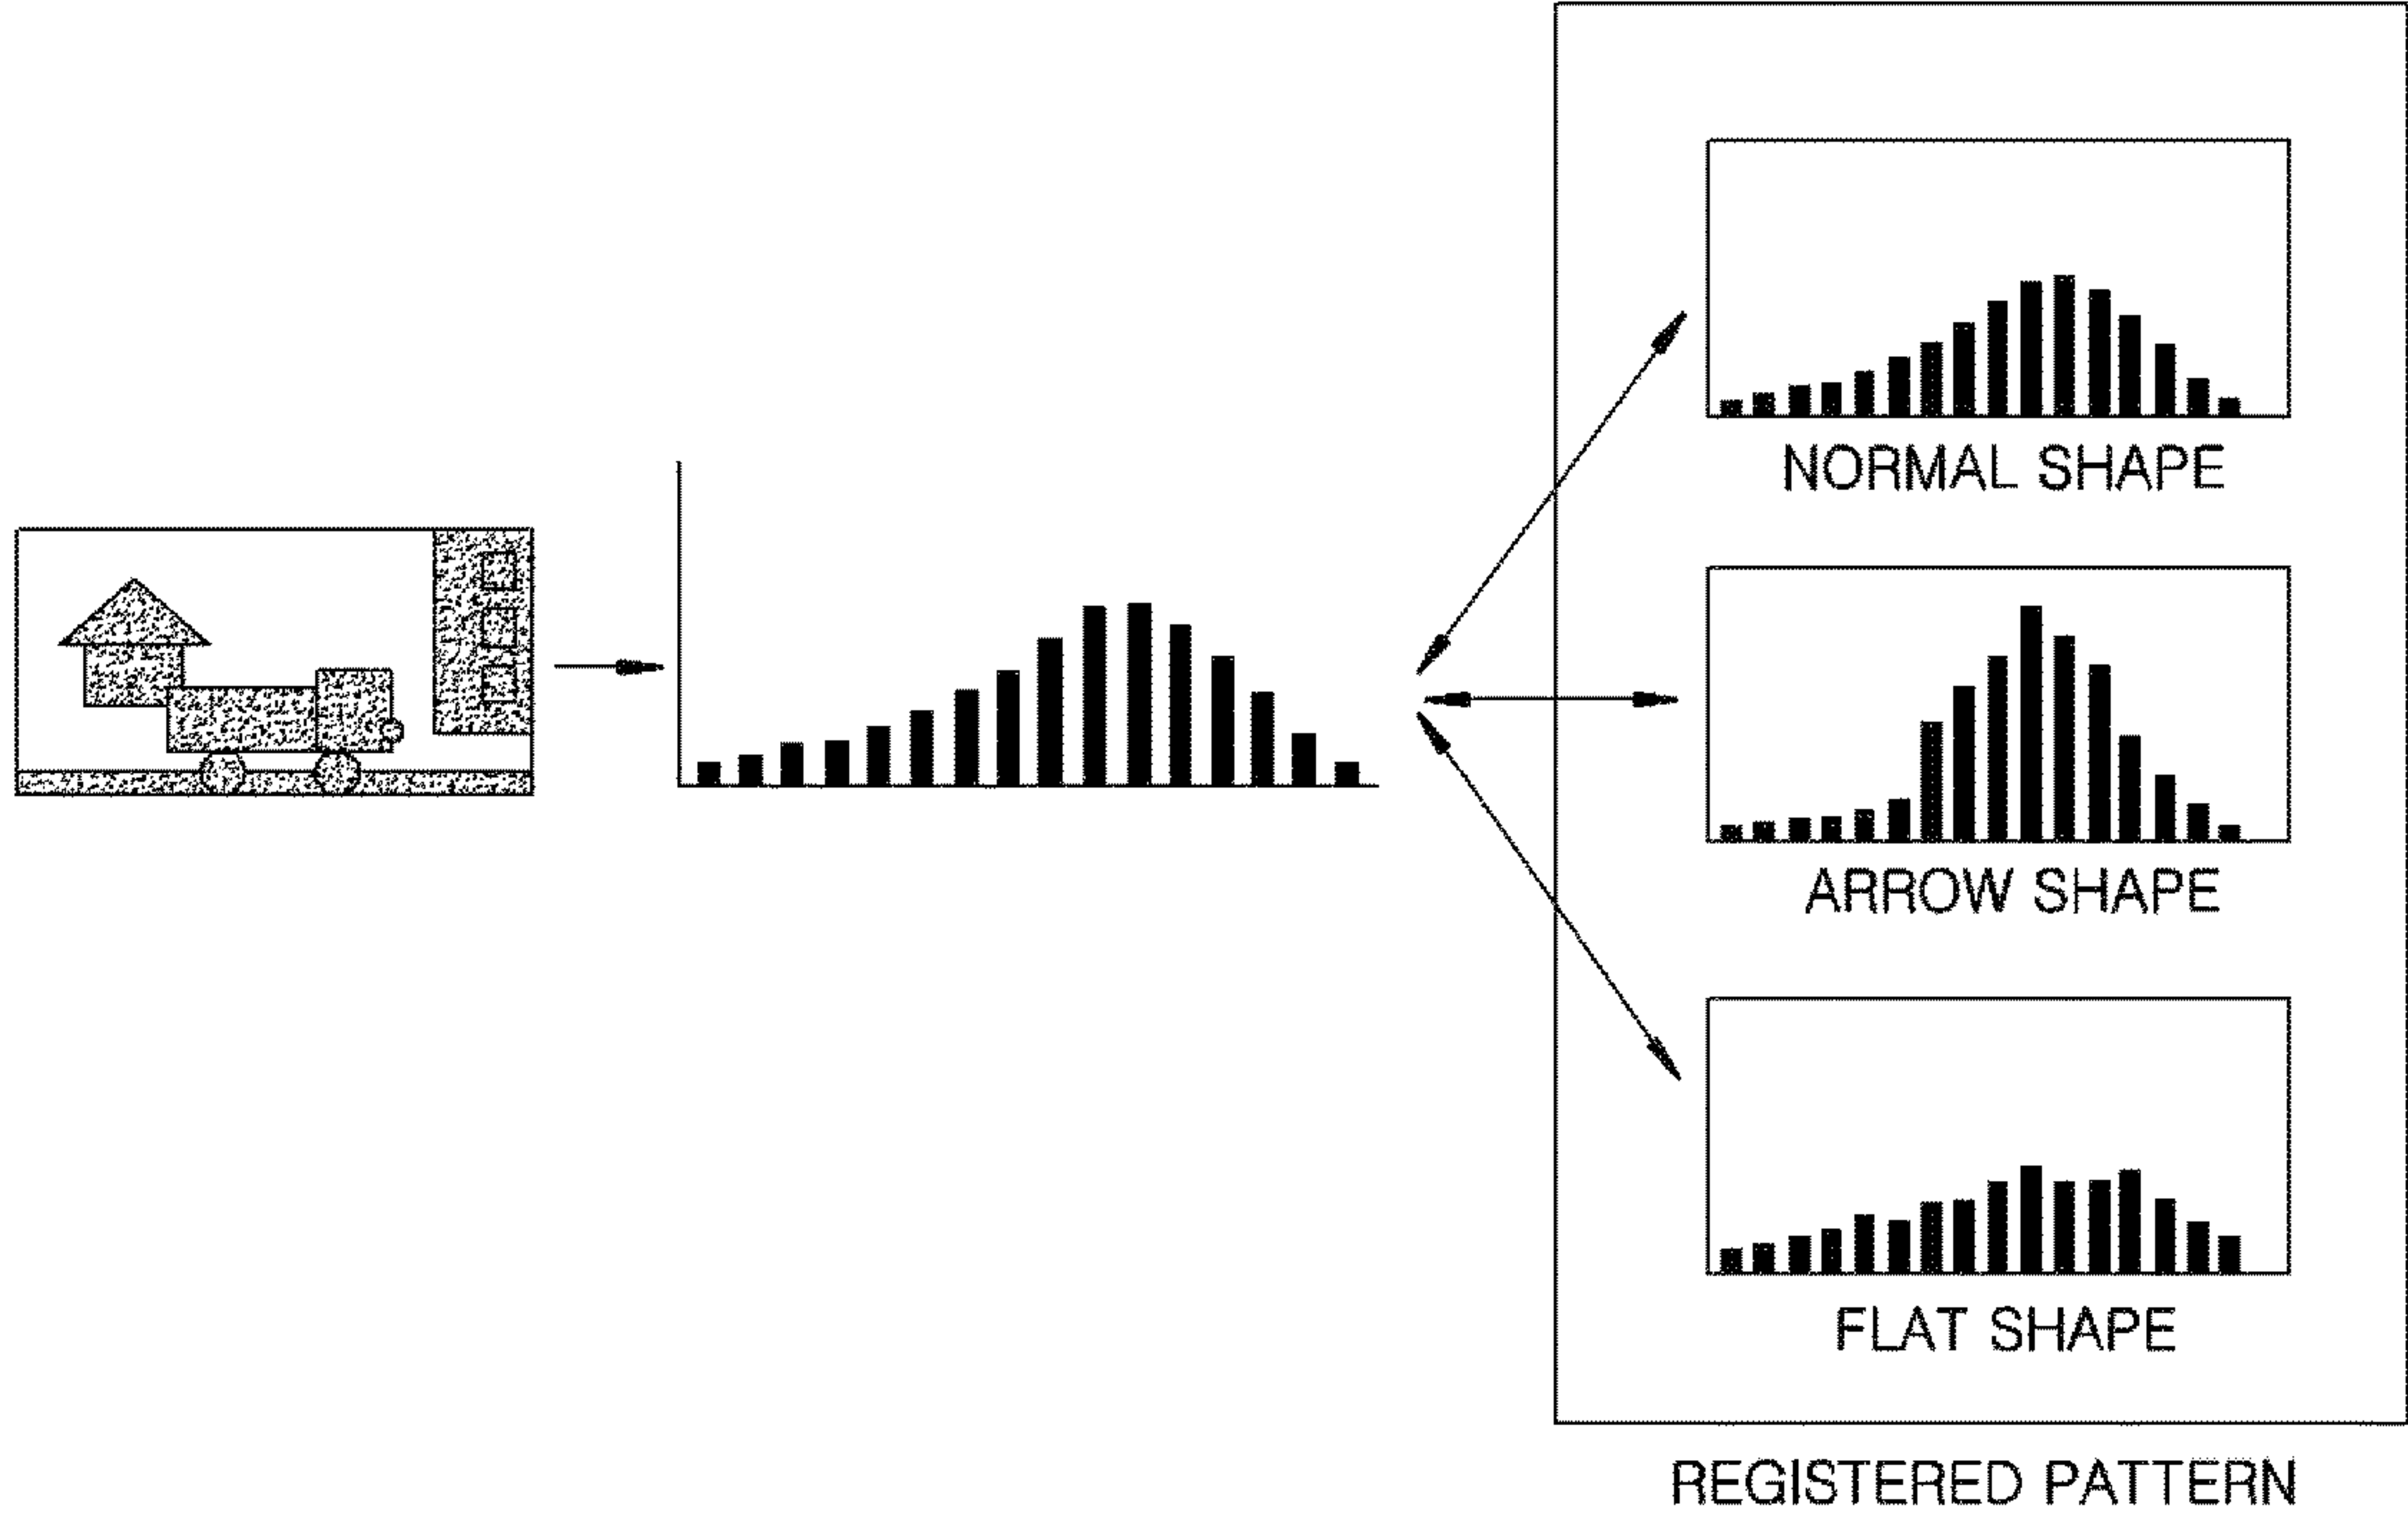 NORMAL SHAPE
ARROW SHAPE
FLAT SHAPE
REGISTERED PATTERN